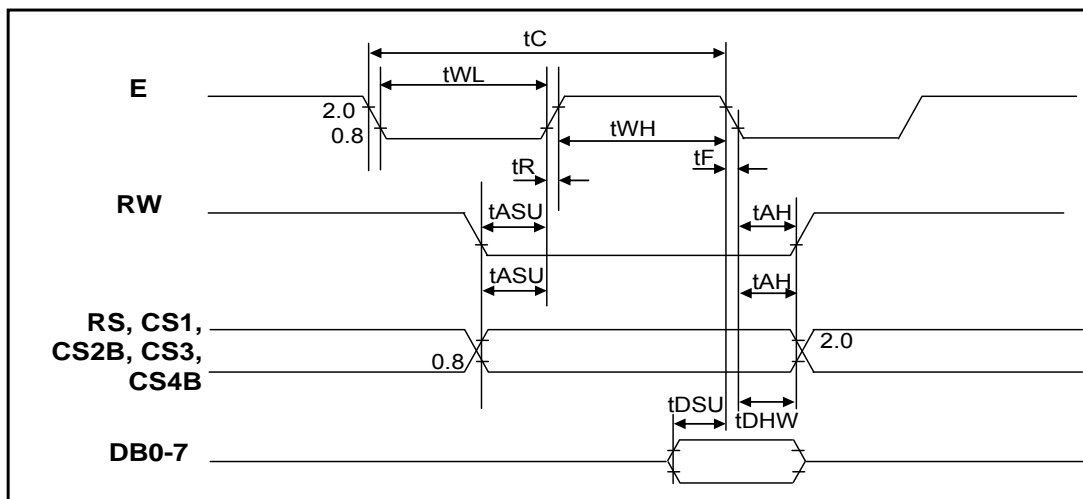 tC
E
tWL
2.0
0.8
tWH
tR
tF
RW
tASU
tAH
tASU
tAH
RS, CS1,
CS2B, CS3,
CS4B
0.8
2.0
tDSU
tDHW
DB0-7